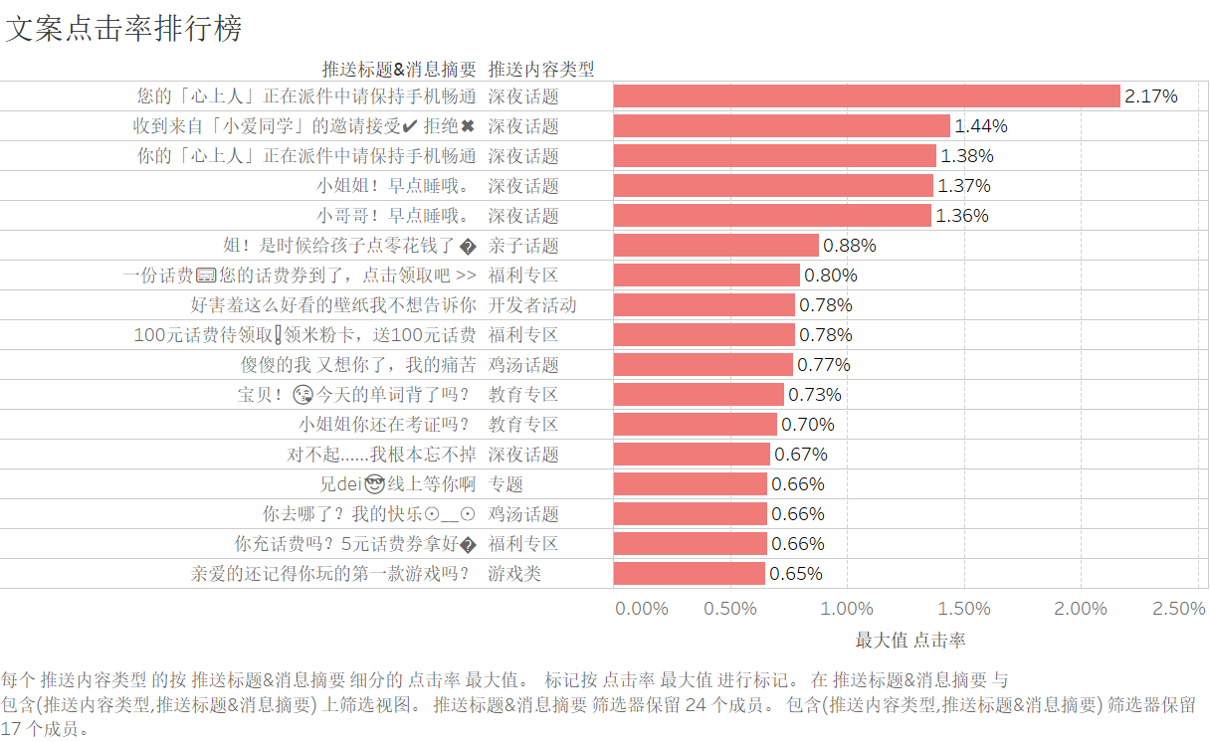 文案点击率排行榜
推送标题&消息摘要 推送内容类型
您的「心上人」正在派件中请保持手机畅通 深夜话题 2.17%
收到来自「小爱同学」的邀请接受✔ 拒绝✖ 深夜话题 1.44%
你的「心上人」正在派件中请保持手机畅通 深夜话题 1.38%
小姐姐！早点睡哦。 深夜话题 1.37%
小哥哥！早点睡哦。 深夜话题 1.36%
姐！是时候给孩子点零花钱了 � 亲子话题 0.88%
一份话费⌨您的话费券到了，点击领取吧 >> 福利专区 0.80%
好害羞这么好看的壁纸我不想告诉你 开发者活动 0.78%
100元话费待领取❗领米粉卡，送100元话费 福利专区 0.78%
傻傻的我 又想你了，我的痛苦 鸡汤话题 0.77%
宝贝！😘今天的单词背了吗？ 教育专区 0.73%
小姐姐你还在考证吗？ 教育专区 0.70%
对不起……我根本忘不掉 深夜话题 0.67%
兄dei😎线上等你啊 专题 0.66%
你去哪了？我的快乐⊙__⊙ 鸡汤话题 0.66%
你充话费吗？5元话费券拿好� 福利专区 0.66%
亲爱的还记得你玩的第一款游戏吗？ 游戏类 0.65%
0.00% 0.50% 1.00% 1.50% 2.00% 2.50%
最大值 点击率
每个 推送内容类型 的按 推送标题&消息摘要 细分的 点击率 最大值。 标记按 点击率 最大值 进行标记。 在 推送标题&消息摘要 与
包含(推送内容类型,推送标题&消息摘要) 上筛选视图。 推送标题&消息摘要 筛选器保留 24 个成员。 包含(推送内容类型,推送标题&消息摘要) 筛选器保留
17 个成员。